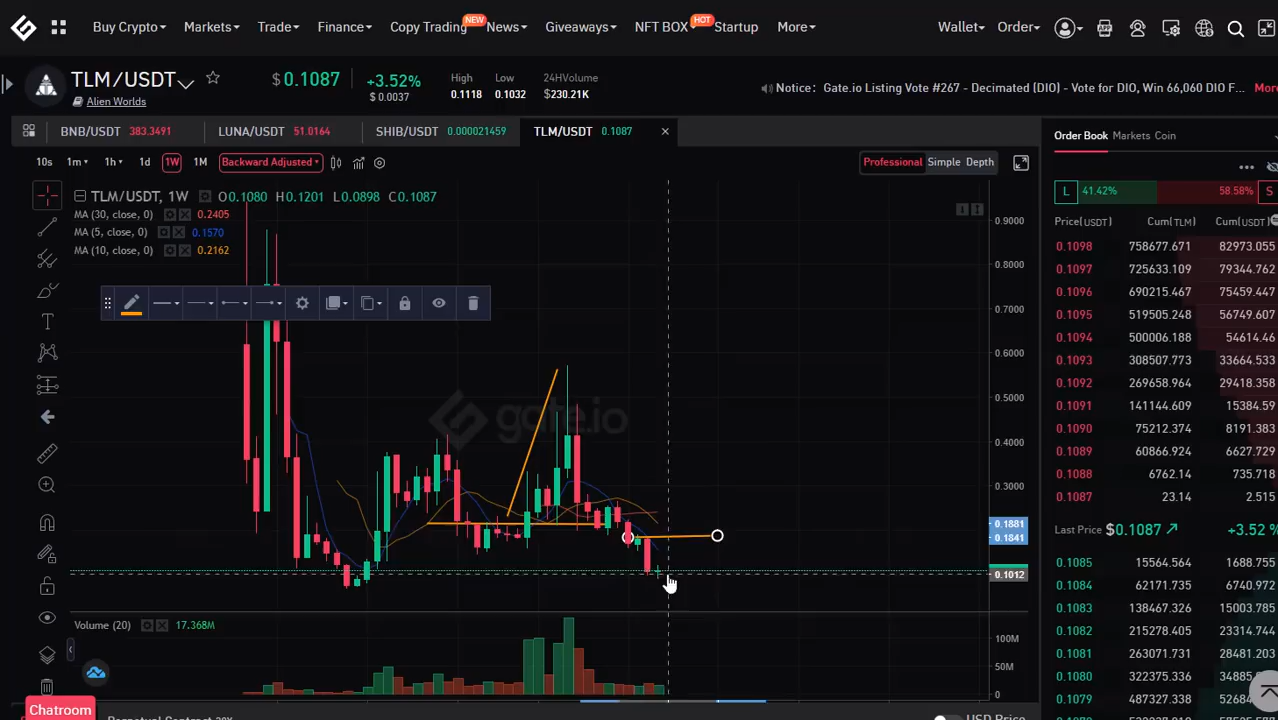 Buy Crypto Markets Trade Finance Copy Trading NEW News Giveaways NFT BOX HOT Startup More Wallet Order
TLM/USDT
Alien Worlds
$ 0.1087
+3.52%
$ 0.0037
High
0.1118
Low
0.1032
24HVolume
$230.21K
Notice: Gate.io Listing Vote #267 - Decimated (DIO) - Vote for DIO, Win 66,060 DIO F... Mor
BNB/USDT 383.3491 LUNA/USDT 51.0164 SHIB/USDT 0.000021459 TLM/USDT 0.1087
10s 1m 1h 1d 1W 1M Backward Adjusted Professional Simple Depth
TLM/USDT, 1W O0.1080 H0.1201 L0.0898 C0.1087
MA (30, close, 0) 0.2405
MA (5, close, 0) 0.1570
MA (10, close, 0) 0.2162
gate.io
0.9000
0.8000
0.7000
0.6000
0.5000
0.4000
0.3000
0.1881
0.1841
0.1012
Volume (20) 17.368M
100M
50M
0
Chatroom
Order Book Markets Coin
L 41.42% 58.58% S
Price(USDT) Cum(TLM) Cum(USDT)
0.1098 758677.671 82973.055
0.1097 725633.109 79344.762
0.1096 690215.467 75459.447
0.1095 519505.248 56749.607
0.1094 500006.188 54614.46
0.1093 308507.773 33664.533
0.1092 269658.964 29418.358
0.1091 141144.609 15384.59
0.1090 75212.374 8191.383
0.1089 60866.924 6627.729
0.1088 6762.14 735.718
0.1087 23.14 2.515
Last Price $0.1087 +3.52 %
0.1085 15564.564 1688.755
0.1084 62171.735 6740.972
0.1083 138467.326 15003.785
0.1082 215278.405 23314.744
0.1081 263071.731 28481.203
0.1080 322375.336 34885
0.1079 487327.338
USD Price